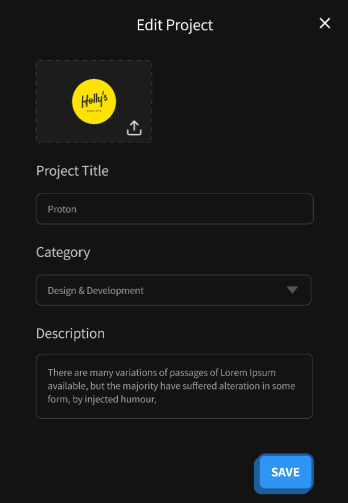 Edit Project
Holly's
Project Title
Proton
Category
Design & Development
Description
There are many variations of passages of Lorem Ipsum
available, but the majority have suffered alteration in some
form, by injected humour,
SAVE